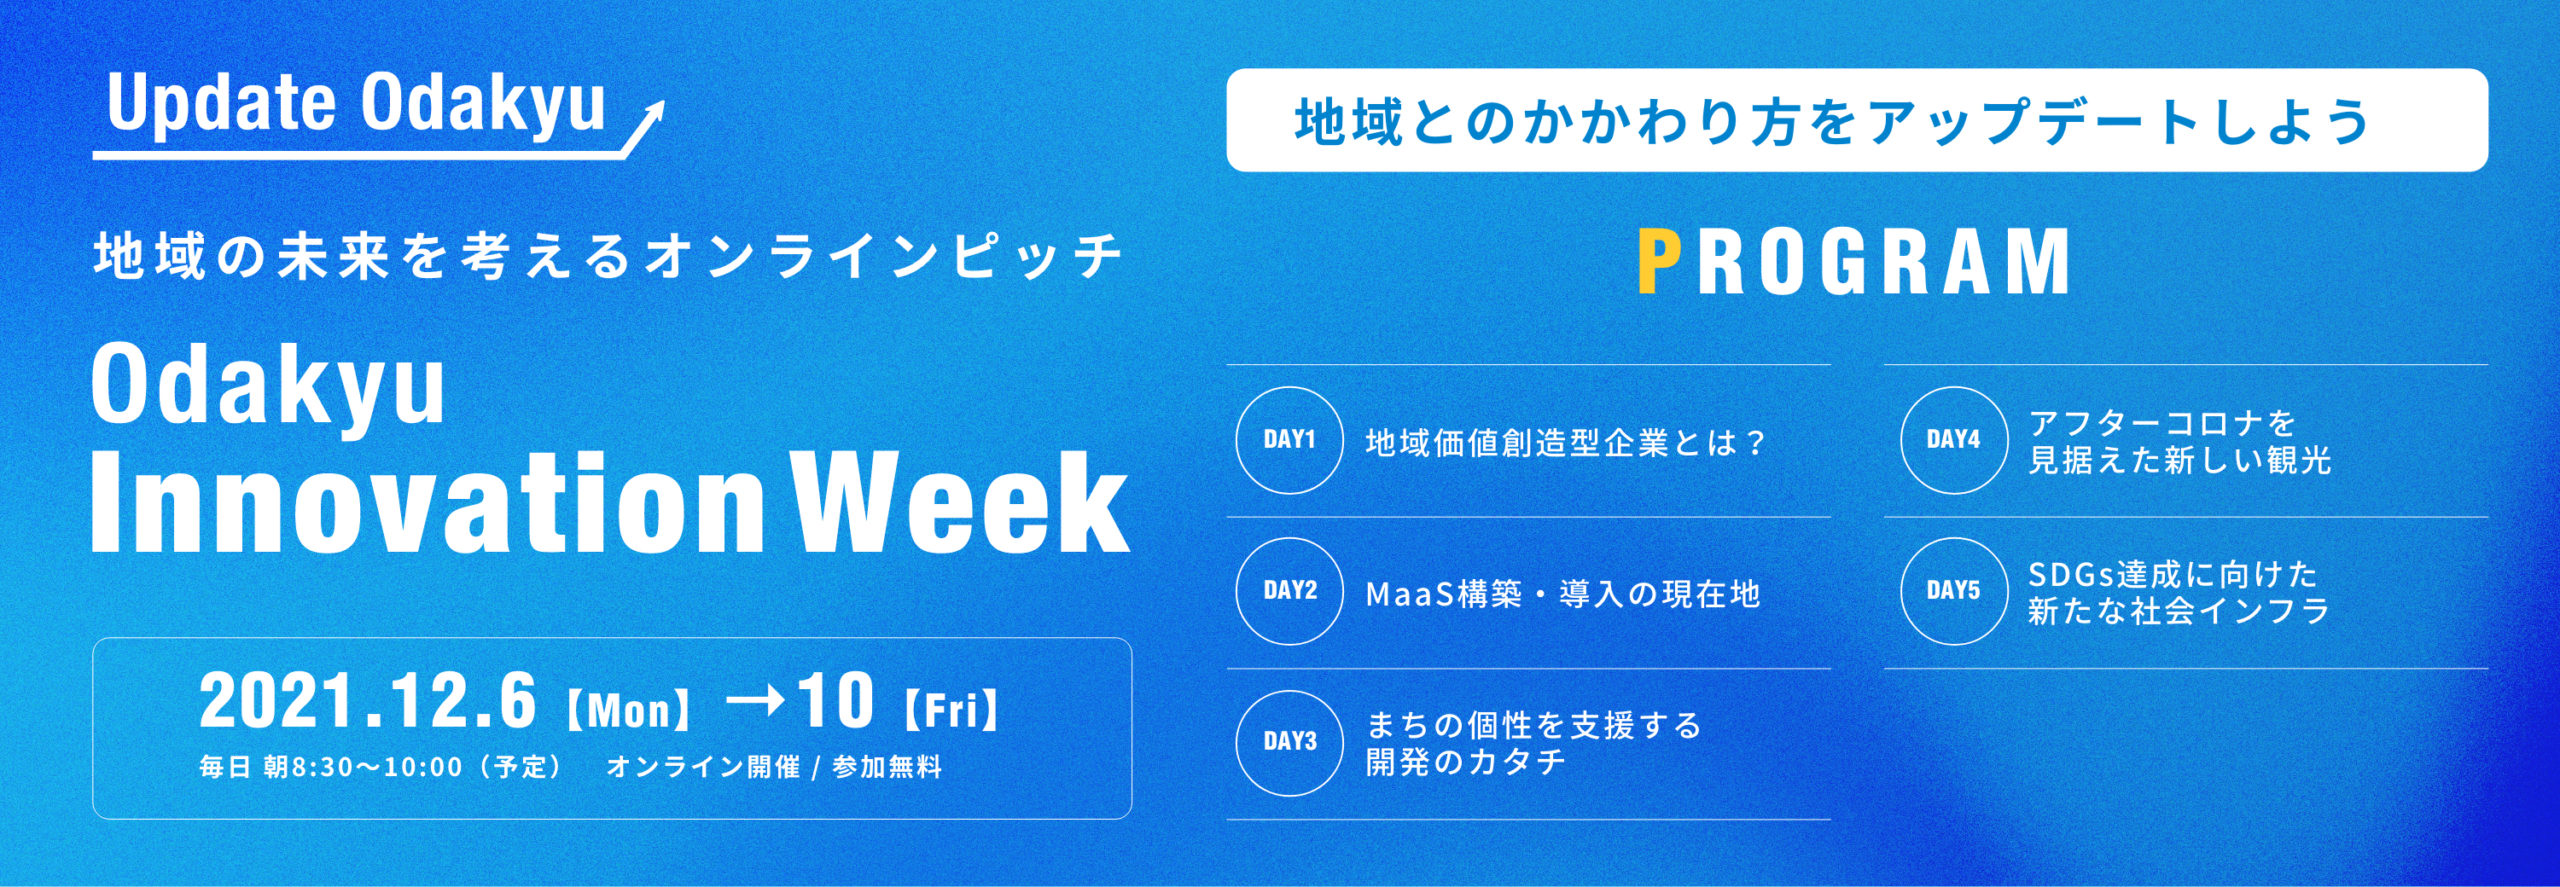 Update Odakyu
地域の未来を考えるオンラインピッチ
Odakyu
Innovation Week
2021.12.6【Mon】→10【Fri】
毎日 朝8:30〜10:00（予定） オンライン開催 / 参加無料
地域とのかかわり方をアップデートしよう
PROGRAM
DAY1 地域価値創造型企業とは？
DAY2 MaaS構築・導入の現在地
DAY3 まちの個性を支援する
開発のカタチ
DAY4 アフターコロナを
見据えた新しい観光
DAY5 SDGs達成に向けた
新たな社会インフラ